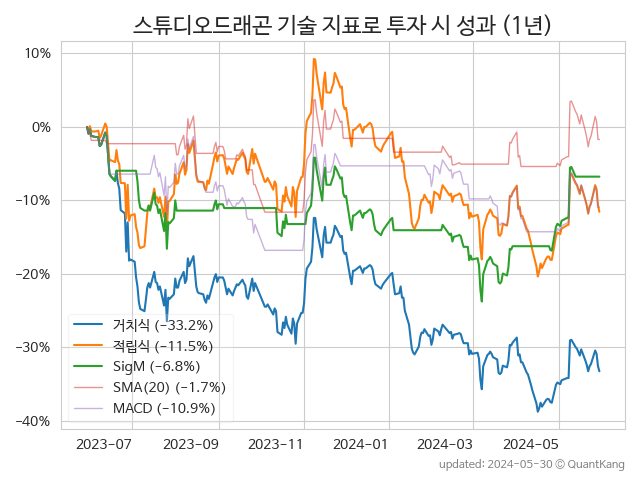 스튜디오드래곤 기술 지표로 투자 시 성과 (1년)
10%
0%
−10%
−20%
−30%
−40%
거치식 (−33.2%)
적립식 (−11.5%)
SigM (−6.8%)
SMA(20) (−1.7%)
MACD (−10.9%)
2023−07 2023−09 2023−11 2024−01 2024−03 2024−05
updated: 2024-05-30 © QuantKang